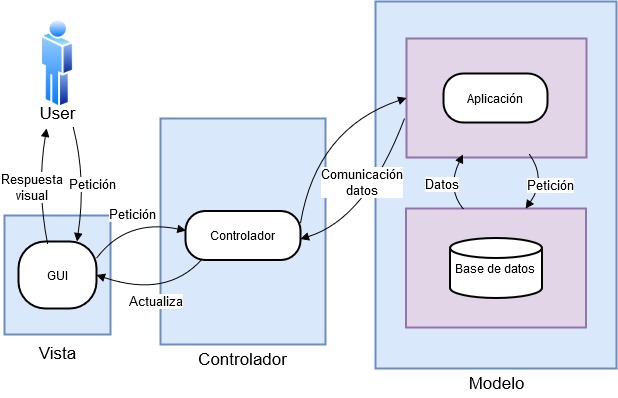 User
Respuesta
visual
Petición
GUI
Vista
Petición
Actualiza
Controlador
Controlador
Comunicación
datos
Aplicación
Datos
Petición
Base de datos
Modelo